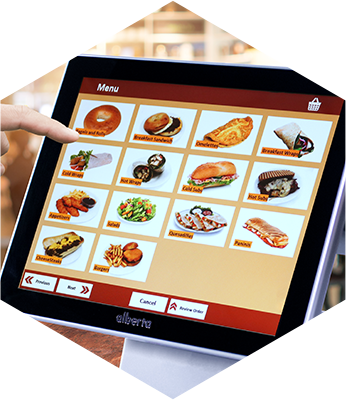 Menu
Bagels and Rolls
Breakfast Sandwich
Omelettes
Breakfast Wraps
Cold Wraps
Hot Wraps
Cold Subs
Hot Subs
Appetizers
Salads
Quesadillas
Paninis
Cheesesteaks
Burgers
Previous
Next
Cancel
Review Order
alberta